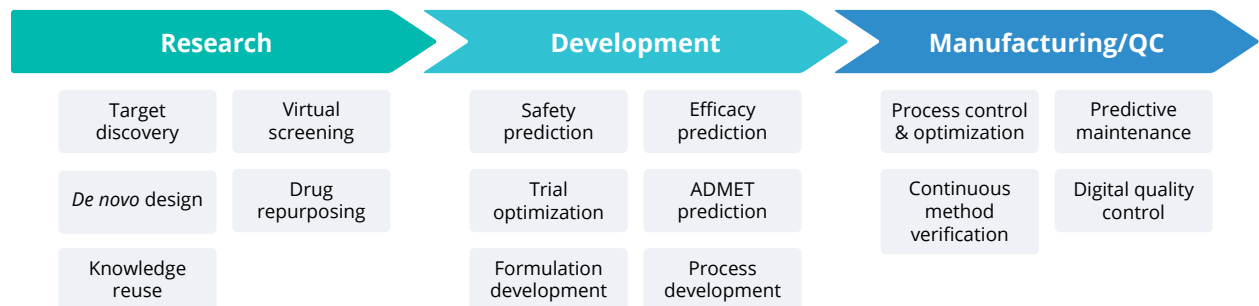 Research
Development
Manufacturing/QC
Target
discovery
Virtual
screening
De novo design
Drug
repurposing
Knowledge
reuse
Safety
prediction
Efficacy
prediction
Trial
optimization
ADMET
prediction
Formulation
development
Process
development
Process control
& optimization
Predictive
maintenance
Continuous
method
verification
Digital quality
control